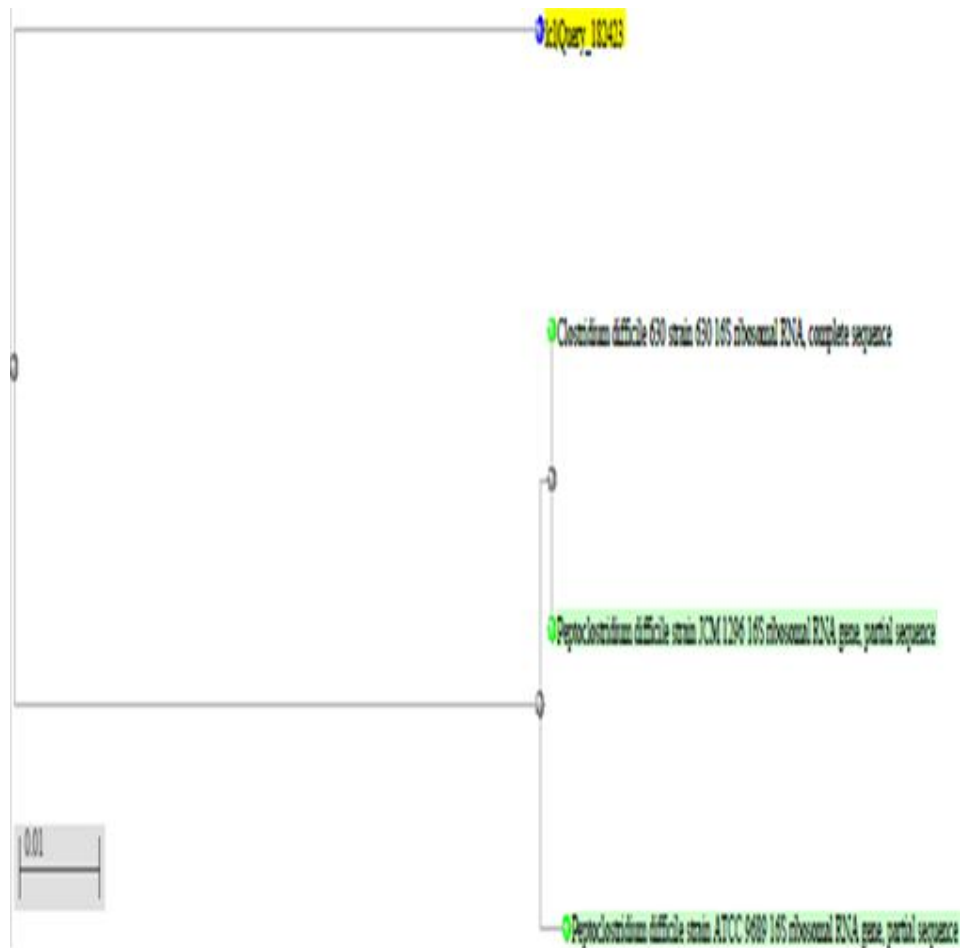 lcl|Query_182423
Clostridium difficile 630 strain 630 16S ribosomal RNA, complete sequence
Peptoclostridium difficile strain JCM 1296 16S ribosomal RNA gene, partial sequence
0.01
Peptoclostridium difficile strain ATCC 9689 16S ribosomal RNA gene, partial sequence